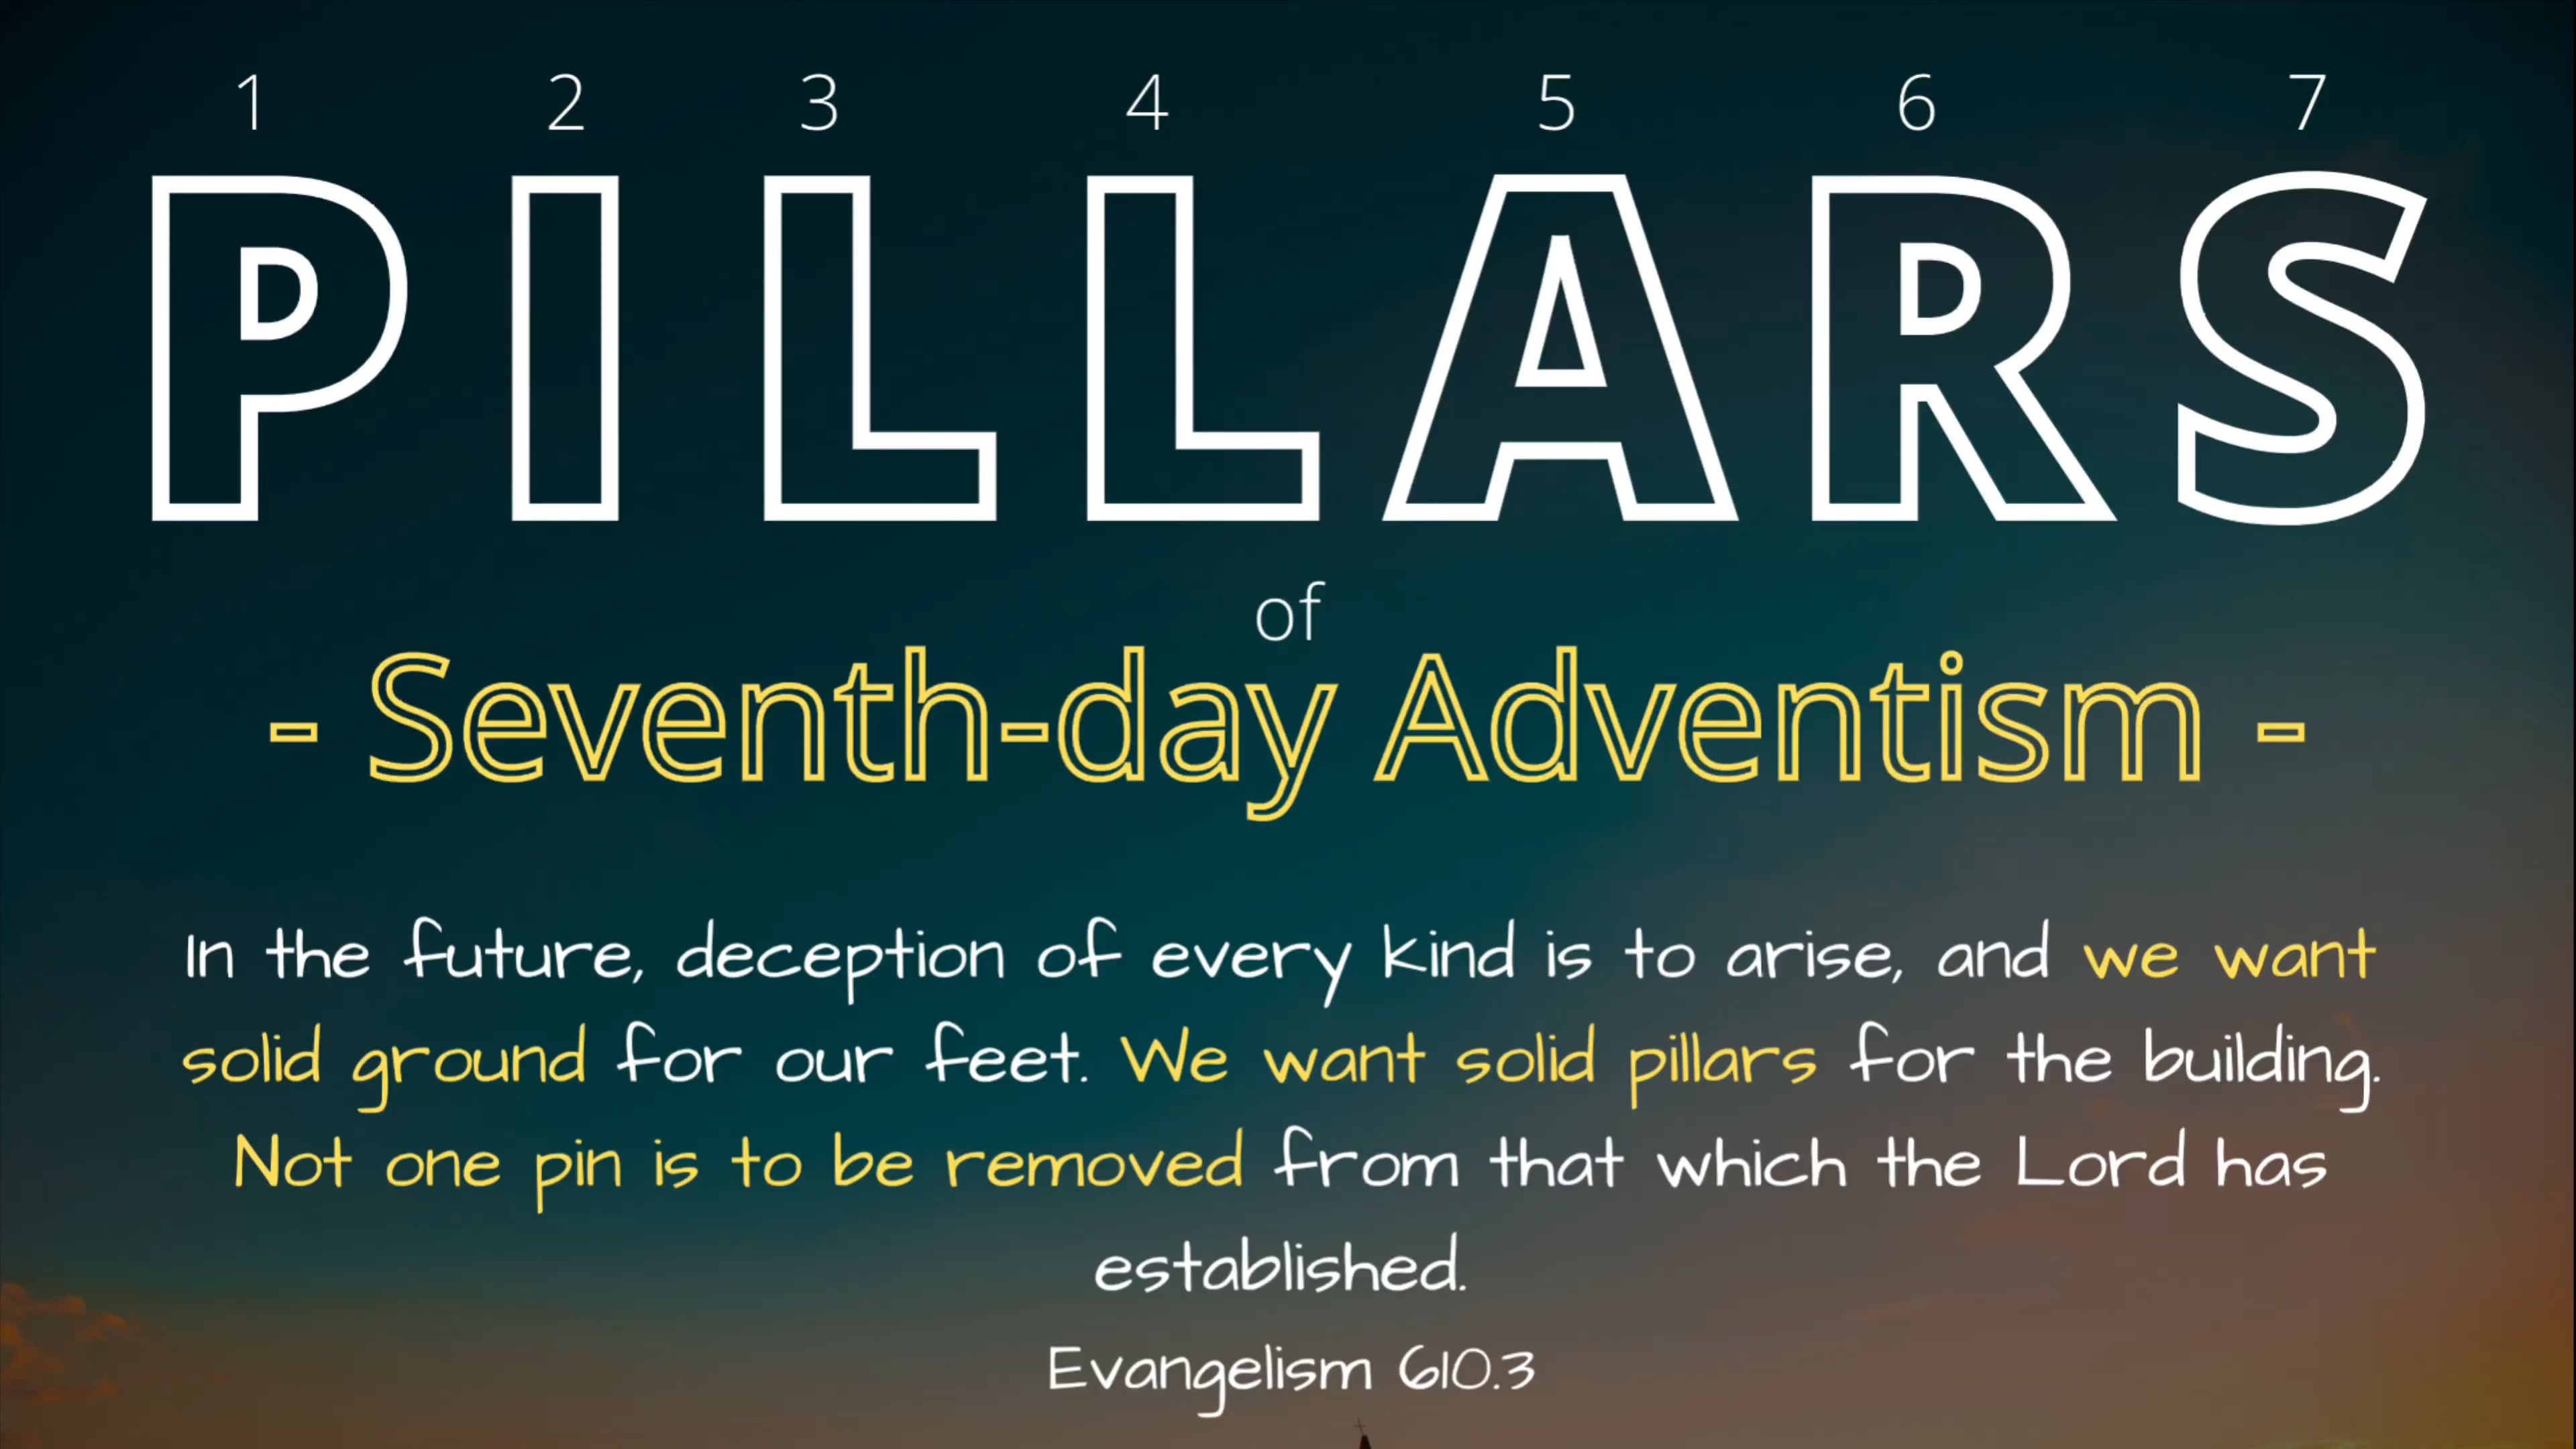 1 2 3 4 5 6 7
PILLARS
of
- Seventh-day Adventism -
In the future, deception of every kind is to arise, and we want
solid ground for our feet. We want solid pillars for the building.
Not one pin is to be removed from that which the Lord has
established.
Evangelism 610.3